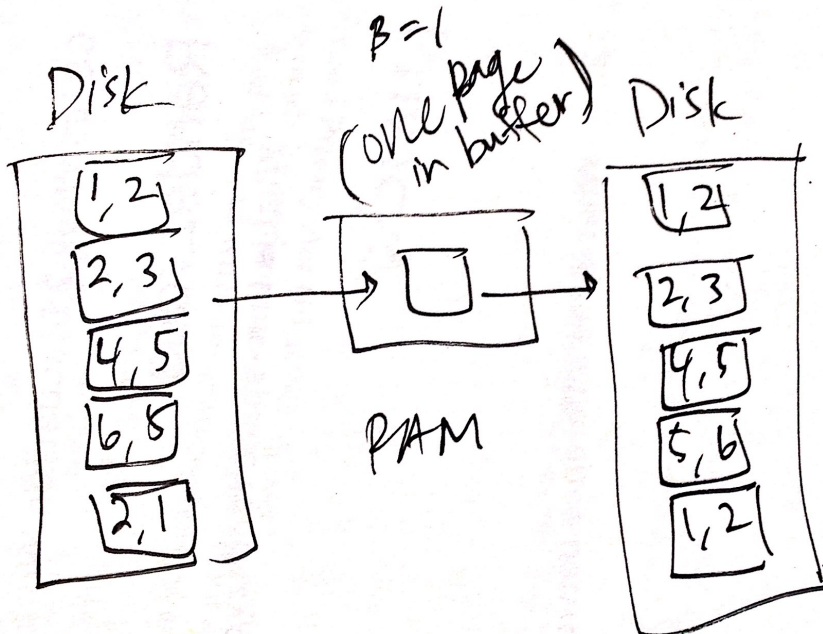 B=1
(one page
in buffer)
Disk
1,2
2,3
4,5
6,5
2,1
RAM
Disk
1,2
2,3
4,5
5,6
1,2